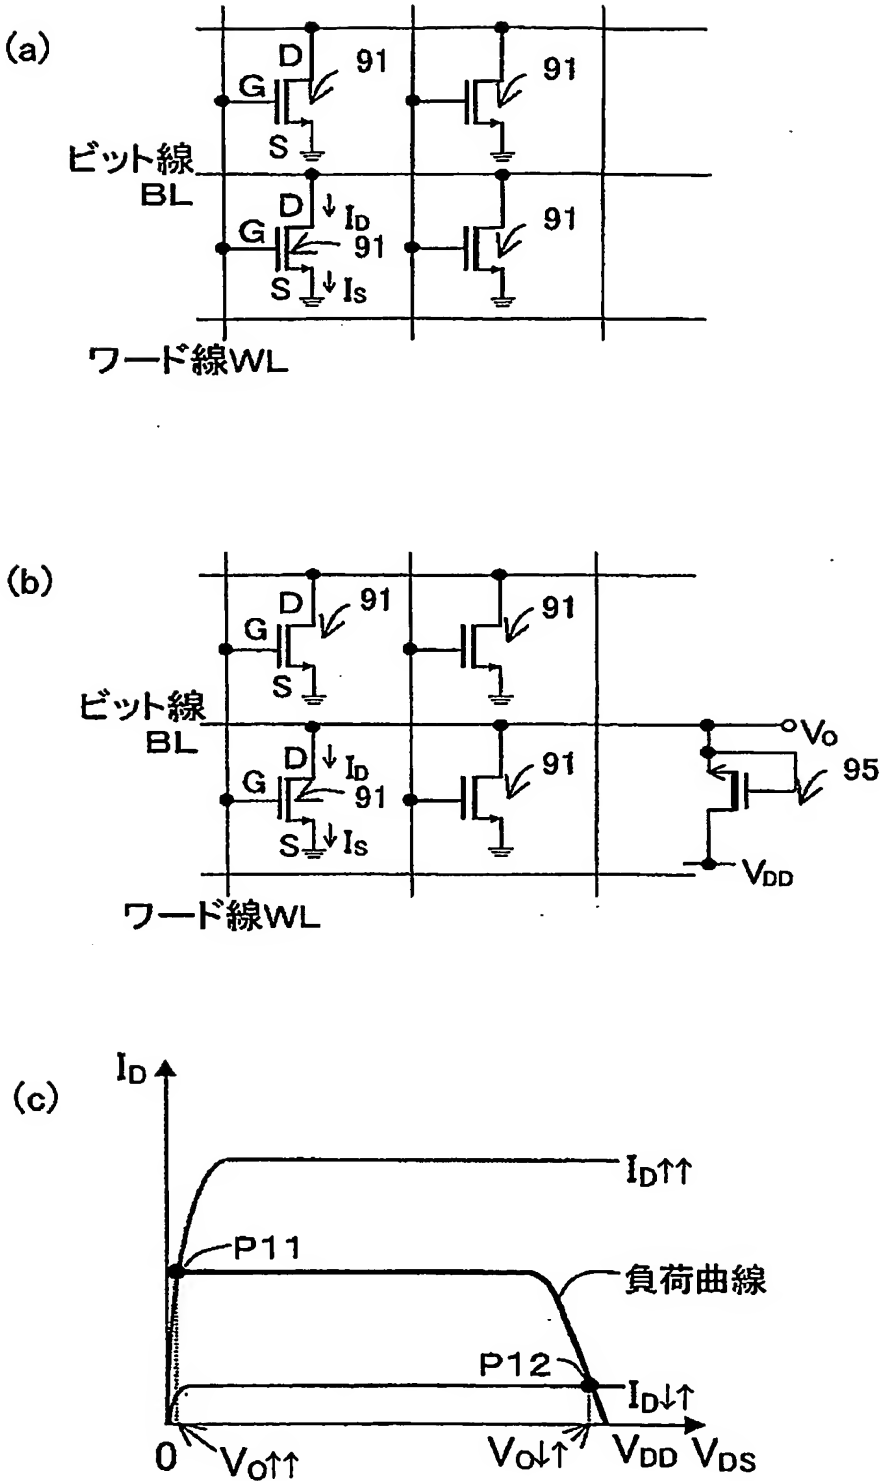 (a)
D 91 91
G
S
ビット線
BL
D ↓ID 91
G 91
S ↓IS
ワード線WL
(b)
D 91 91
G
S
ビット線
BL
VO
D ↓ID 91 95
G 91
S ↓IS
VDD
ワード線WL
(c)
ID
ID↑↑
P11
負荷曲線
P12
ID↓↑
0 VO↑↑ VO↓↑ VDD VDS